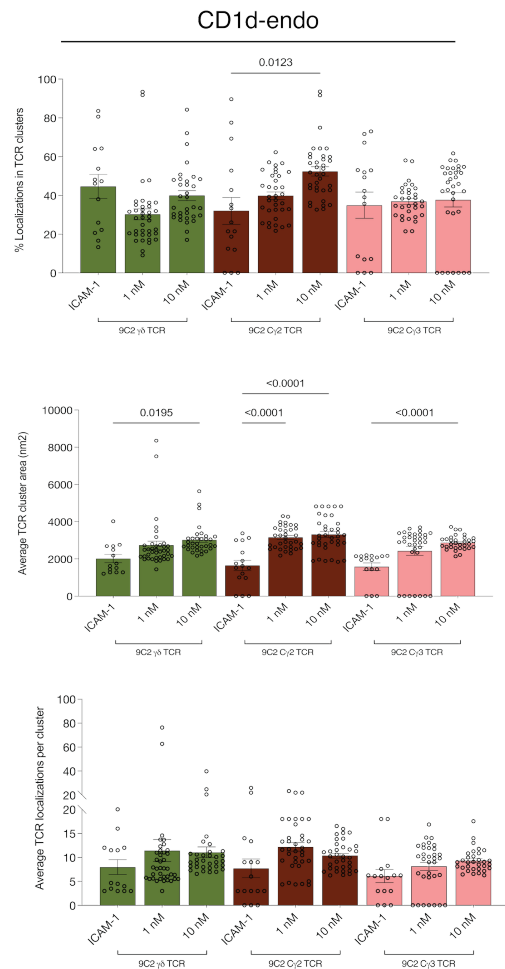 CD1d-endo
% Localizations in TCR clusters
100
80
60
40
20
0
0.0123
ICAM-1
1 nM
10 nM
ICAM-1
1 nM
10 nM
ICAM-1
1 nM
10 nM
9C2 γδ TCR
9C2 Cγ2 TCR
9C2 Cγ3 TCR
Average TCR cluster area (nm2)
10000
8000
6000
4000
2000
0
<0.0001
0.0195
<0.0001
<0.0001
ICAM-1
1 nM
10 nM
ICAM-1
1 nM
10 nM
ICAM-1
1 nM
10 nM
9C2 γδ TCR
9C2 Cγ2 TCR
9C2 Cγ3 TCR
Average TCR localizations per cluster
100
80
60
40
20
20
15
10
5
0
ICAM-1
1 nM
10 nM
ICAM-1
1 nM
10 nM
ICAM-1
1 nM
10 nM
9C2 γδ TCR
9C2 Cγ2 TCR
9C2 Cγ3 TCR